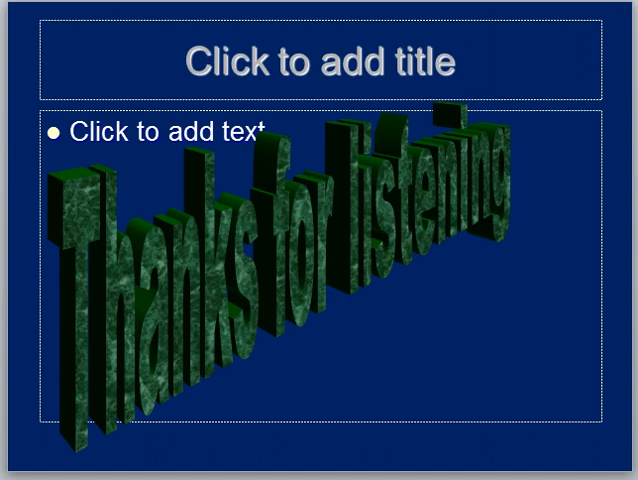 Click to add title
Click to add text
Thanks for listening